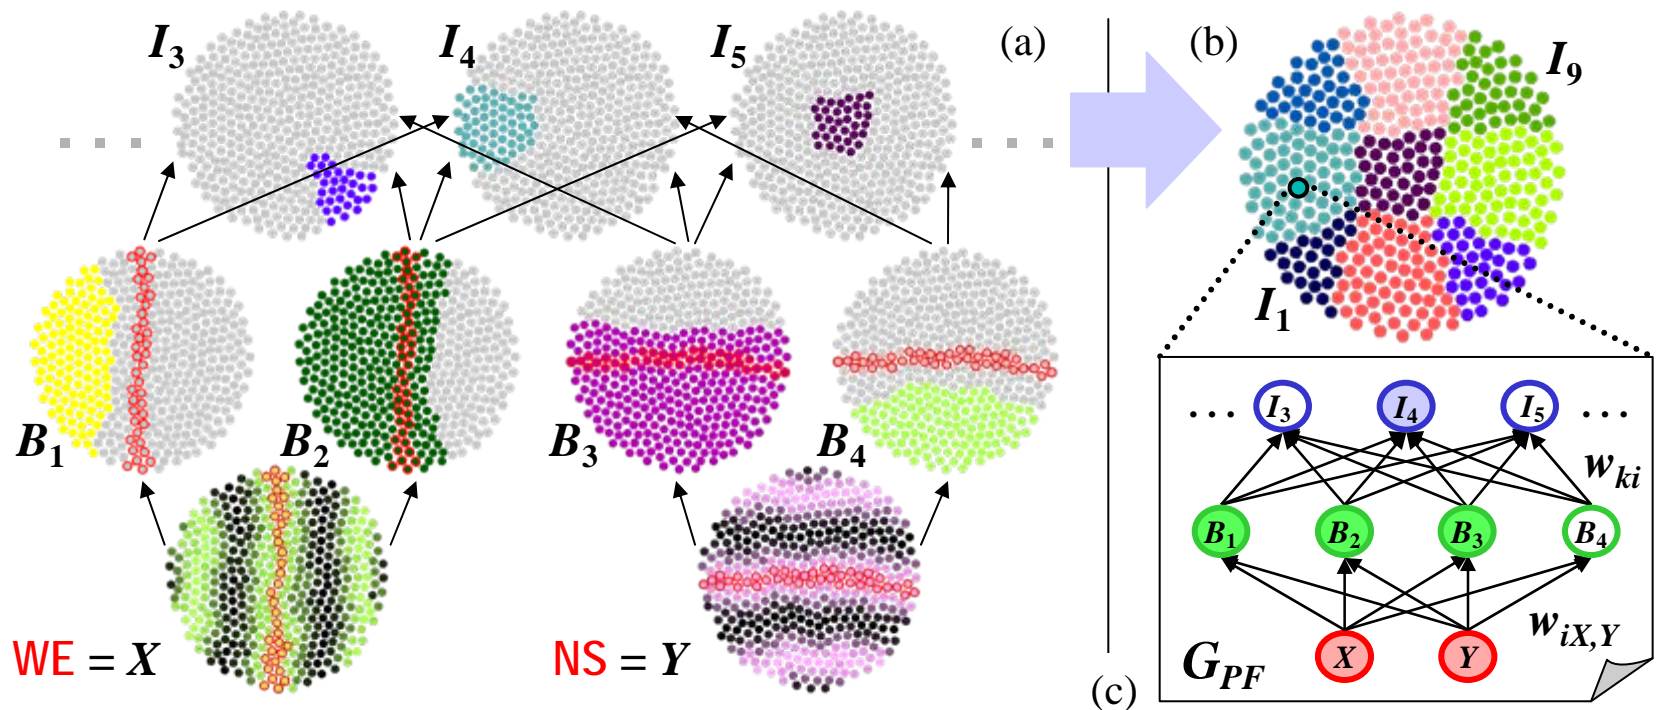 I3 I4 I5 (a)
B1 B2 B3 B4
WE = X NS = Y
(b) I9
I1
... I3 I4 I5 ...
wki
B1 B2 B3 B4
wiX,Y
X Y
GPF
(c)